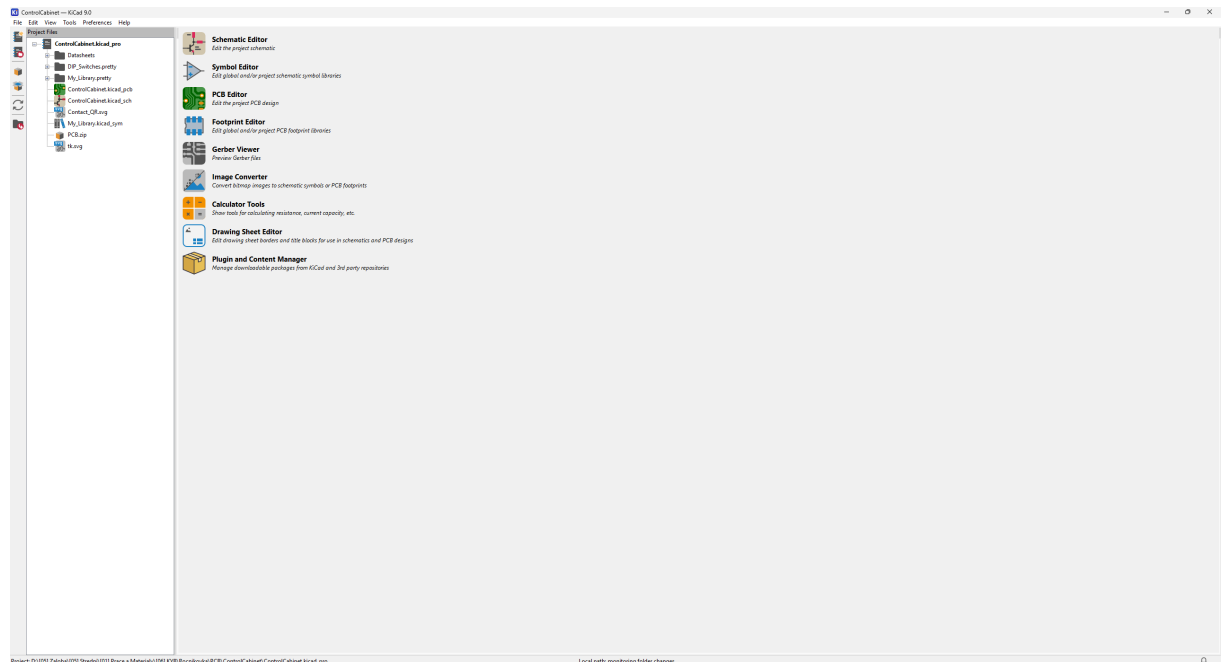 ControlCabinet — KiCad 9.0
File Edit View Tools Preferences Help
Project Files
ControlCabinet.kicad_pro
Datasheets
DIP_Switches.pretty
My_Library.pretty
ControlCabinet.kicad_pcb
ControlCabinet.kicad_sch
Contact_QR.svg
My_Library.kicad_sym
PCB.zip
tk.svg
Schematic Editor
Edit the project schematic
Symbol Editor
Edit global and/or project schematic symbol libraries
PCB Editor
Edit the project PCB design
Footprint Editor
Edit global and/or project PCB footprint libraries
Gerber Viewer
Preview Gerber files
Image Converter
Convert bitmap images to schematic symbols or PCB footprints
Calculator Tools
Show tools for calculating resistance, current capacity, etc.
Drawing Sheet Editor
Edit drawing sheet borders and title blocks for use in schematics and PCB designs
Plugin and Content Manager
Manage downloadable packages from KiCad and 3rd party repositories
Local path: monitoring folder changes